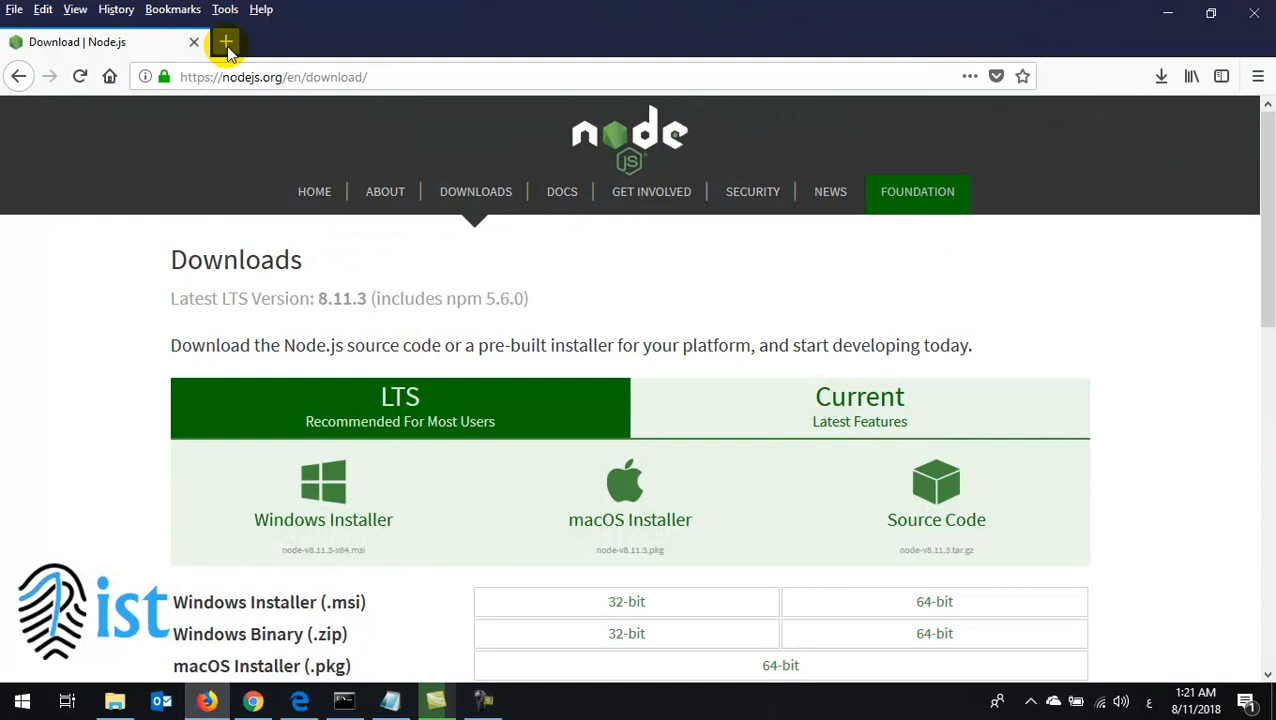 File Edit View History Bookmarks Tools Help
Download | Node.js
https://nodejs.org/en/download/
node
JS
HOME | ABOUT | DOWNLOADS | DOCS | GET INVOLVED | SECURITY | NEWS FOUNDATION
Downloads
Latest LTS Version: 8.11.3 (includes npm 5.6.0)
Download the Node.js source code or a pre-built installer for your platform, and start developing today.
LTS
Recommended For Most Users
Current
Latest Features
Windows Installer
node-v8.11.3-x64.msi
macOS Installer
node-v8.11.3.pkg
Source Code
node-v8.11.3.tar.gz
Windows Installer (.msi) 32-bit 64-bit
Windows Binary (.zip) 32-bit 64-bit
macOS Installer (.pkg) 64-bit
ist
ع
1:21 AM
8/11/2018
1